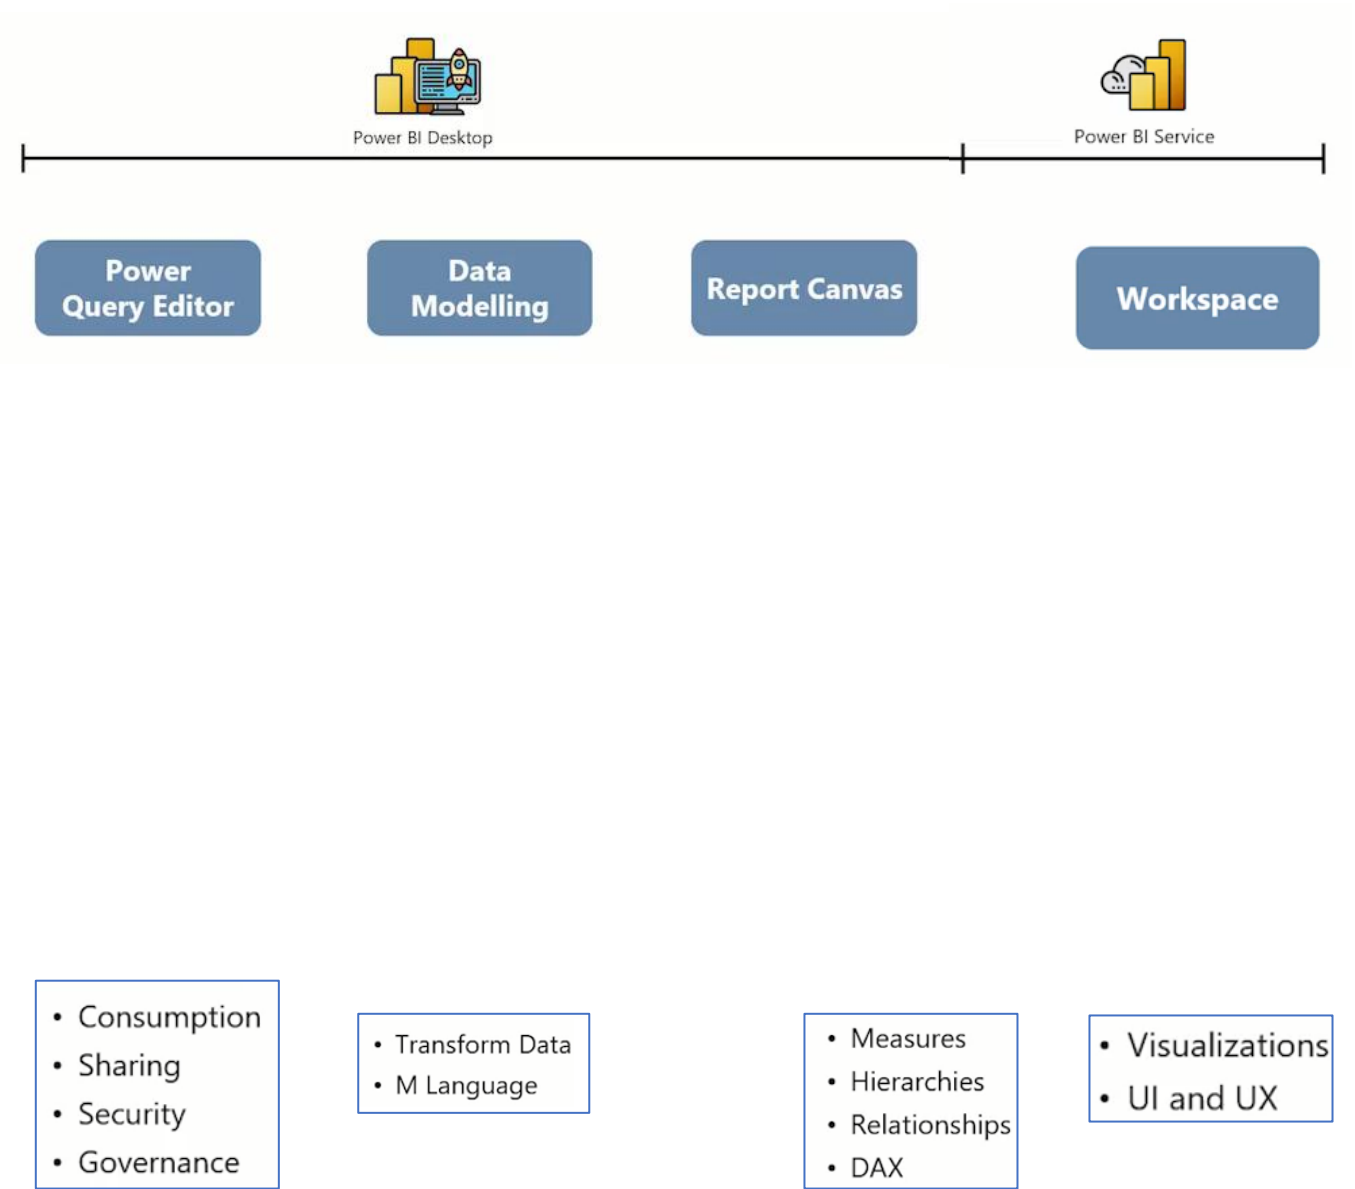 Power BI Desktop
Power BI Service
Power
Query Editor
Data
Modelling
Report Canvas
Workspace
• Consumption
• Sharing
• Security
• Governance
• Transform Data
• M Language
• Measures
• Hierarchies
• Relationships
• DAX
• Visualizations
• UI and UX